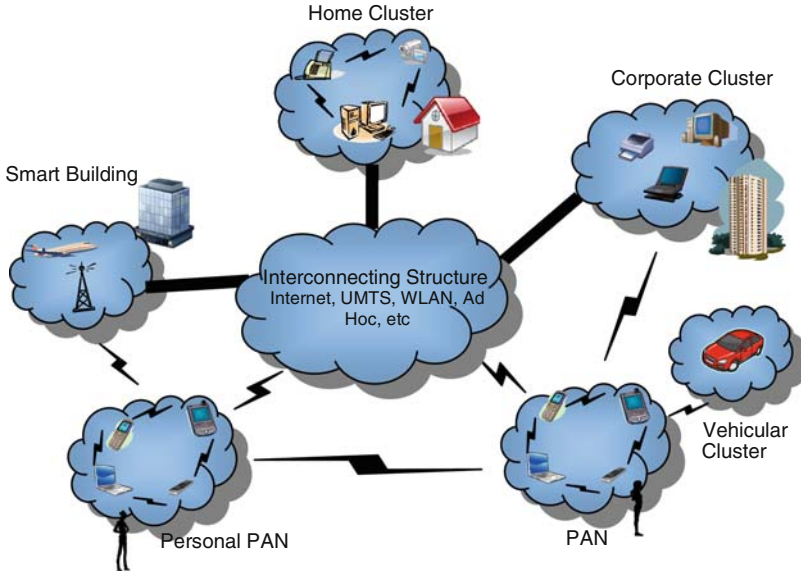 Home Cluster
Corporate Cluster
Smart Building
Interconnecting Structure
Internet, UMTS, WLAN, Ad
Hoc, etc
Vehicular
Cluster
Personal PAN
PAN